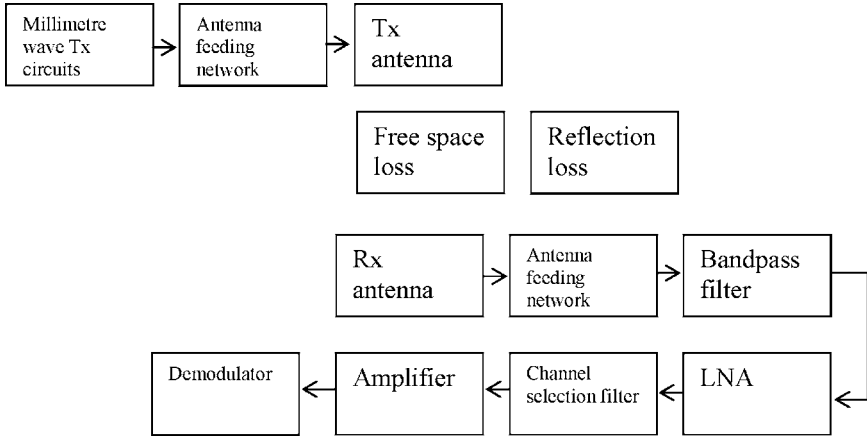 Millimetre
wave Tx
circuits
Antenna
feeding
network
Tx
antenna
Free space
loss
Reflection
loss
Rx
antenna
Antenna
feeding
network
Bandpass
filter
Demodulator
Amplifier
Channel
selection filter
LNA